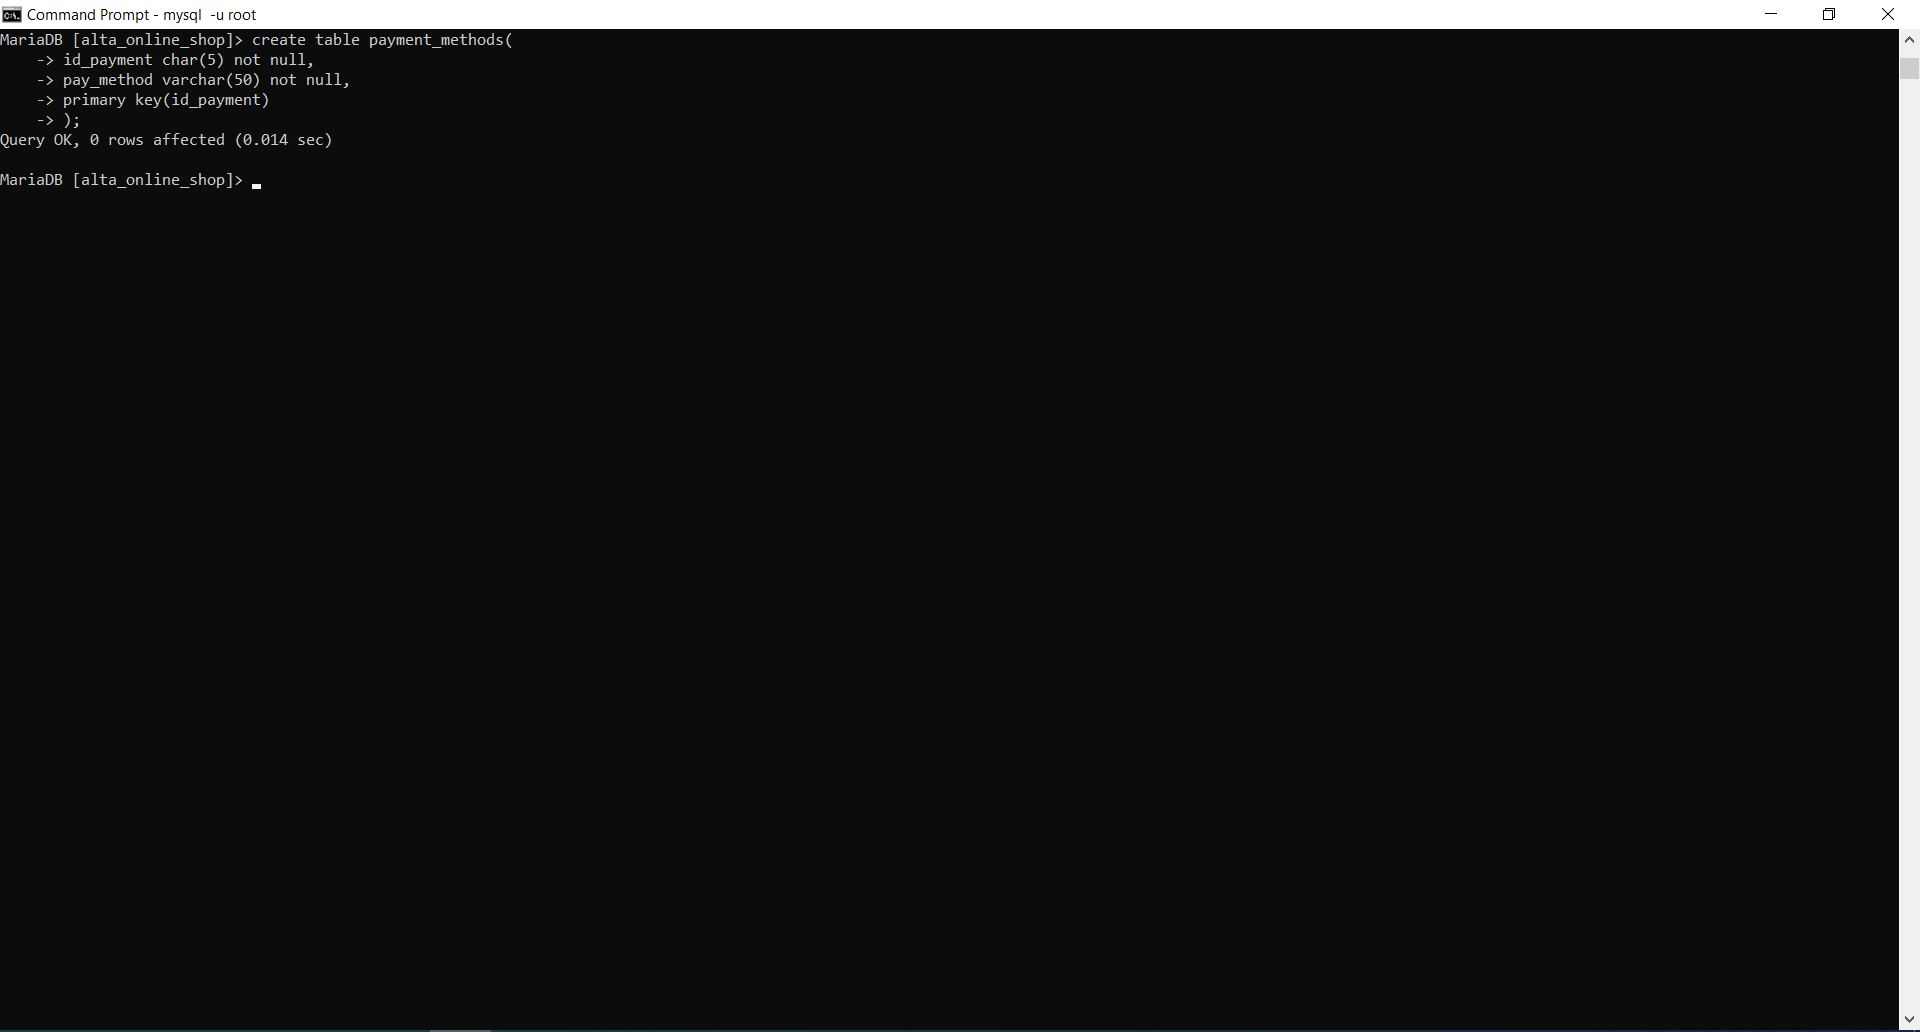 Command Prompt - mysql  -u root
MariaDB [alta_online_shop]> create table payment_methods(
    -> id_payment char(5) not null,
    -> pay_method varchar(50) not null,
    -> primary key(id_payment)
    -> );
Query OK, 0 rows affected (0.014 sec)
MariaDB [alta_online_shop]>